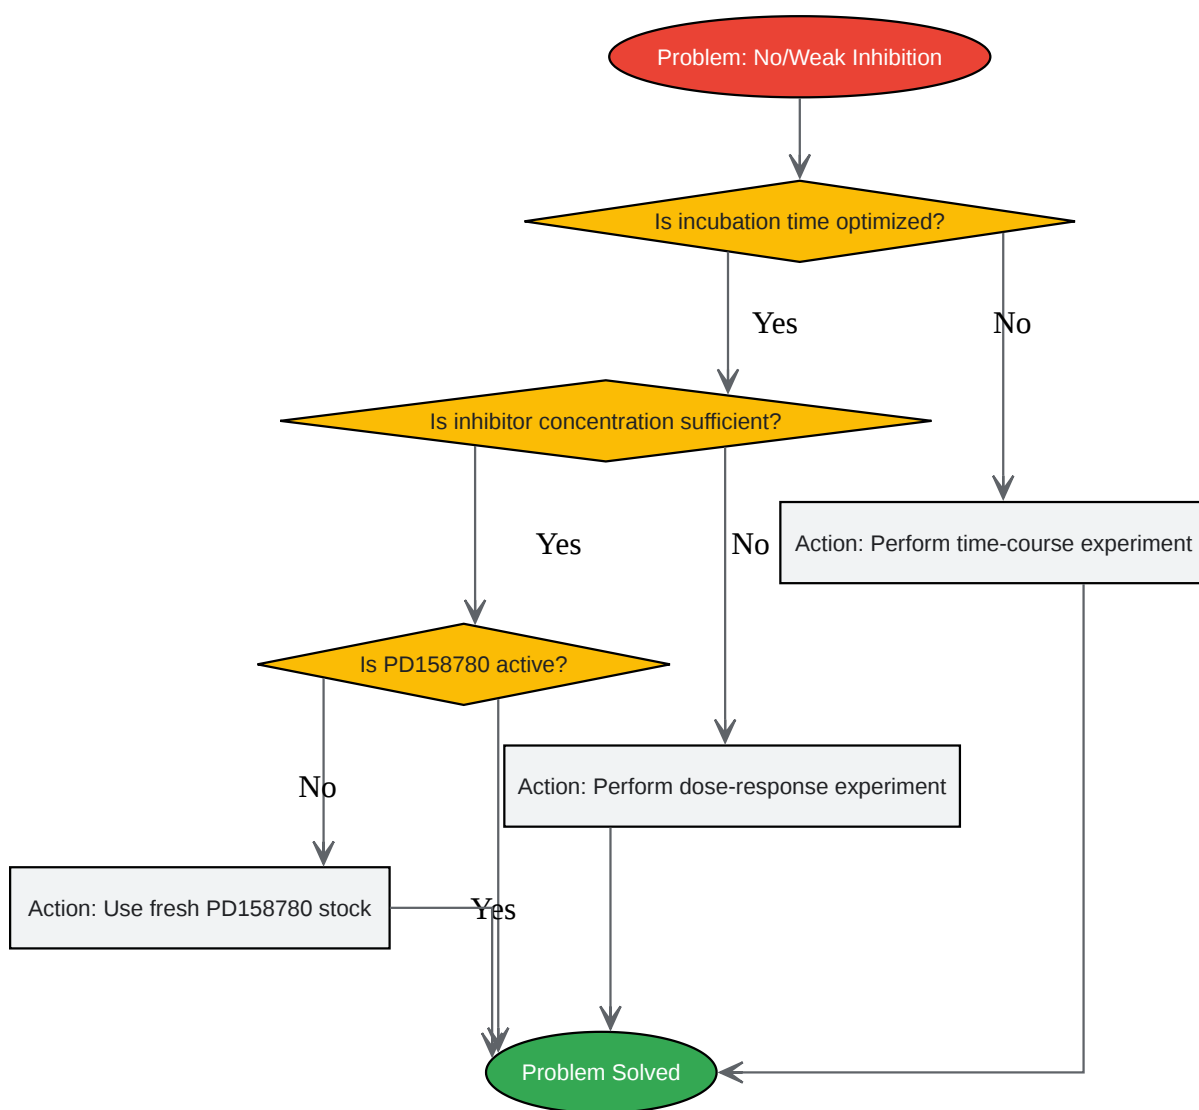 Problem: No/Weak Inhibition
Is incubation time optimized?
Yes
No
Is inhibitor concentration sufficient?
Yes
No
Action: Perform time-course experiment
Is PD158780 active?
No
Action: Perform dose-response experiment
Action: Use fresh PD158780 stock
Yes
Problem Solved